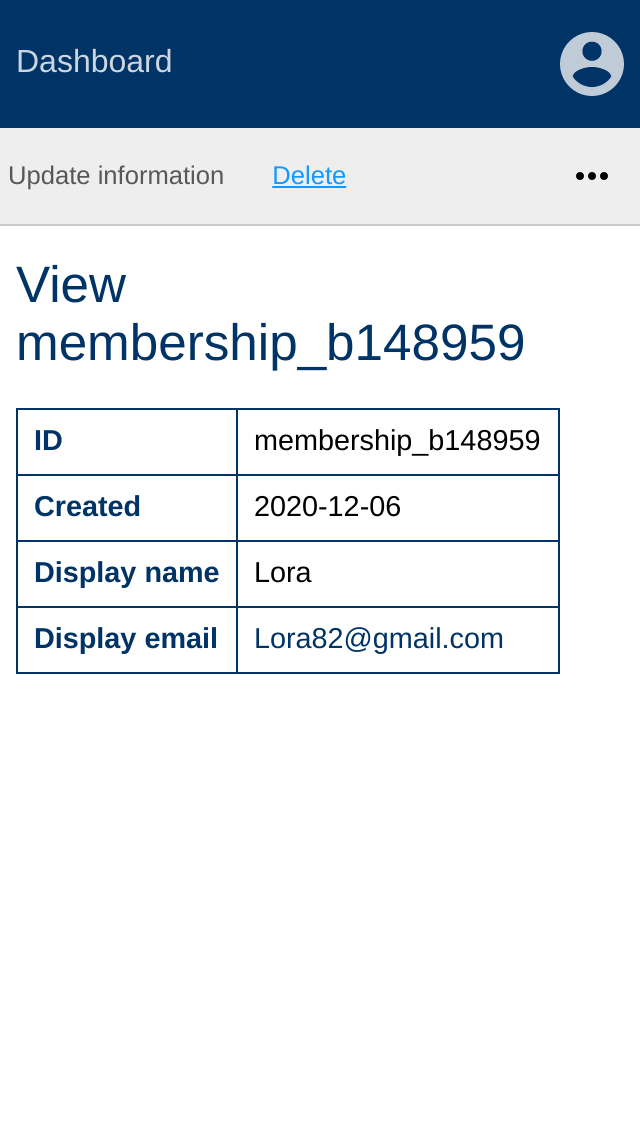 Dashboard
Update information Delete •••
View
membership_b148959
ID membership_b148959
Created 2020-12-06
Display name Lora
Display email Lora82@gmail.com